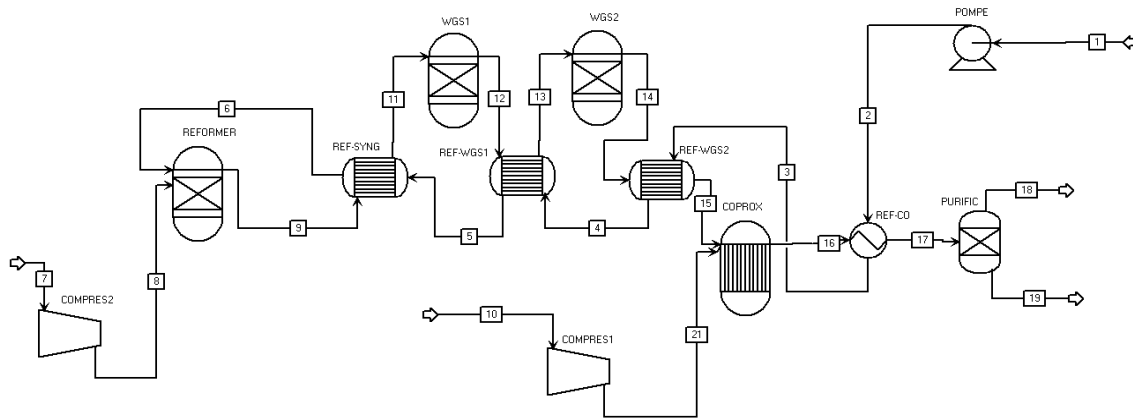 POMPE
WGS1
WGS2
1
11
12
13
14
6
2
REFORMER
REF-SYNG
REF-WGS1
REF-WGS2
3
15
18
PURIFIC
COPROX
REF-CO
9
5
4
16
17
7
8
19
COMPRES2
10
COMPRES1
21